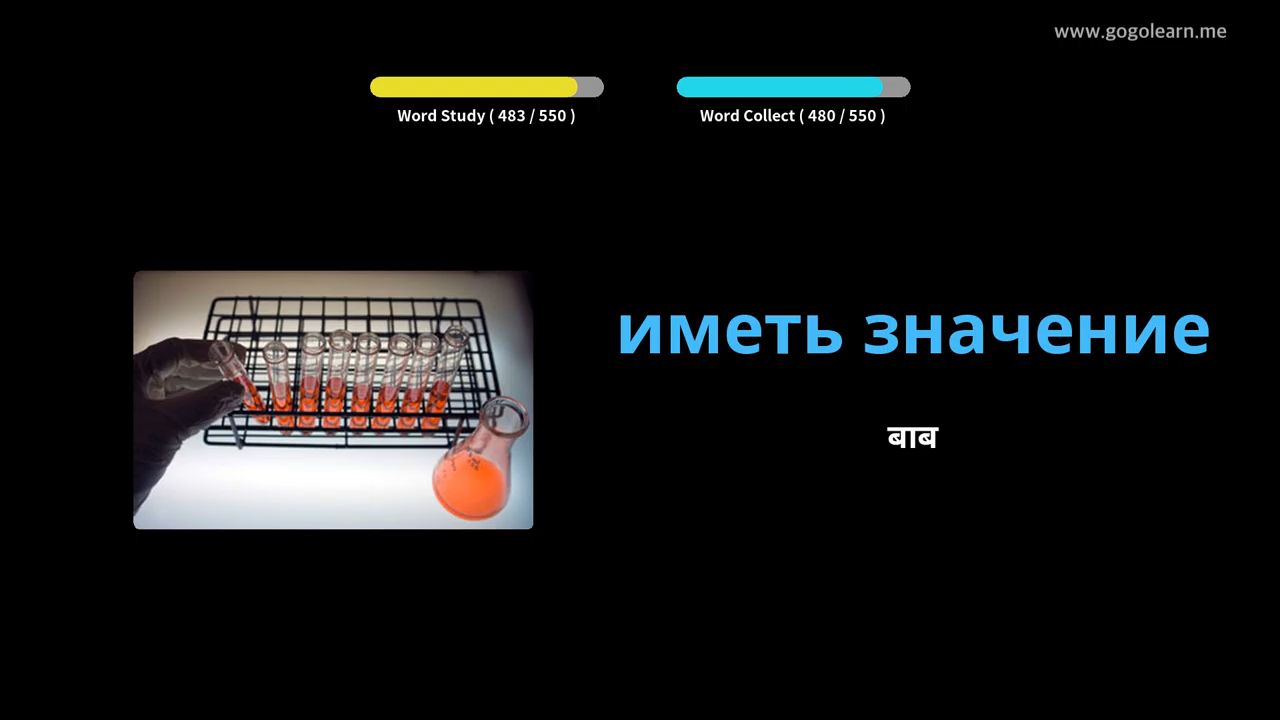 www.gogolearn.me
Word Study ( 483 / 550 )
Word Collect ( 480 / 550 )
иметь значение
बाब